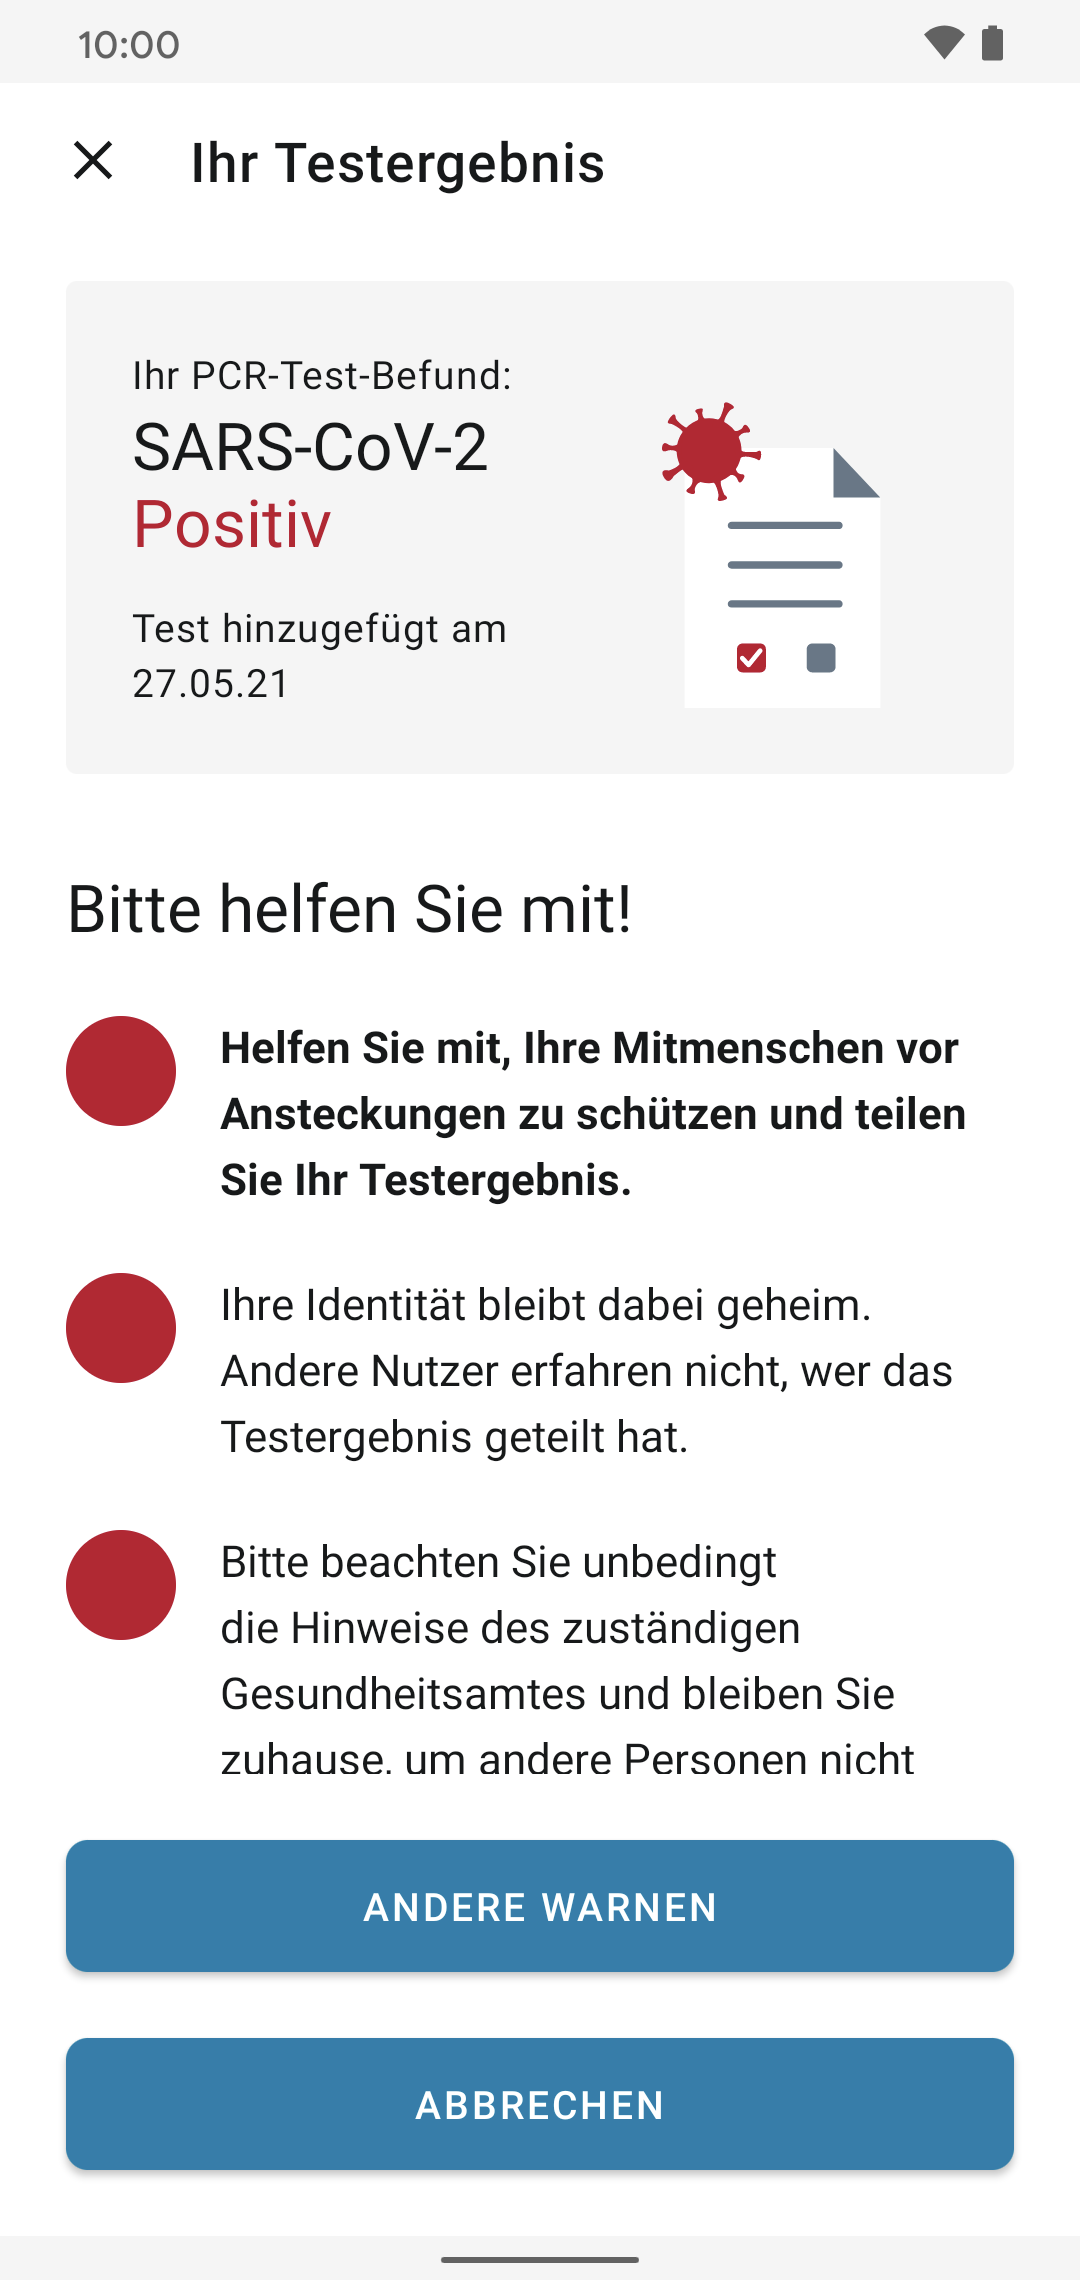 10:00
Ihr Testergebnis
Ihr PCR-Test-Befund:
SARS-CoV-2
Positiv
Test hinzugefügt am
27.05.21
Bitte helfen Sie mit!
Helfen Sie mit, Ihre Mitmenschen vor
Ansteckungen zu schützen und teilen
Sie Ihr Testergebnis.
Ihre Identität bleibt dabei geheim.
Andere Nutzer erfahren nicht, wer das
Testergebnis geteilt hat.
Bitte beachten Sie unbedingt
die Hinweise des zuständigen
Gesundheitsamtes und bleiben Sie
zuhause, um andere Personen nicht
ANDERE WARNEN
ABBRECHEN